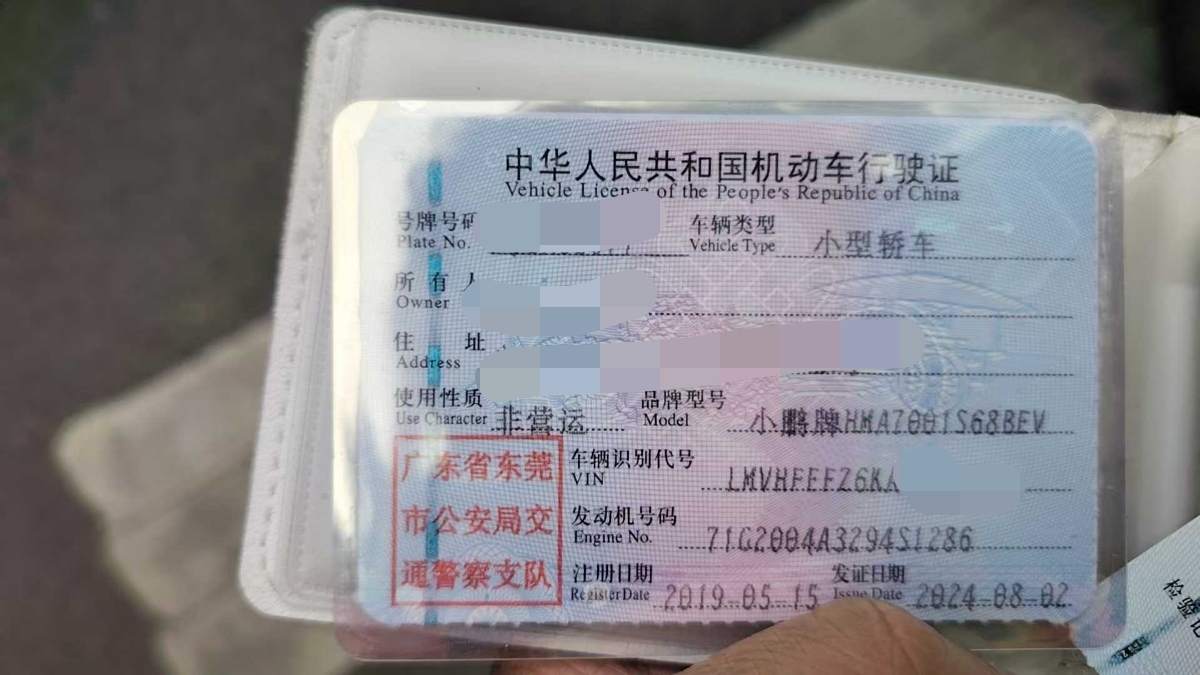 中华人民共和国机动车行驶证
Vehicle License of the People's Republic of China
号牌号码 车辆类型 小型轿车
Plate No. Vehicle Type
所有人
Owner
住址
Address
使用性质 非营运 品牌型号 小鹏牌HMA7001S68BEV
Use Character Model
广东省东莞
市公安局交
通警察支队
车辆识别代号 LMVHFEFZ6KA
VIN
发动机号码 71G2004A3294S1286
Engine No.
注册日期 2019-05-15 发证日期 2024-08-02
Register Date Issue Date
检验